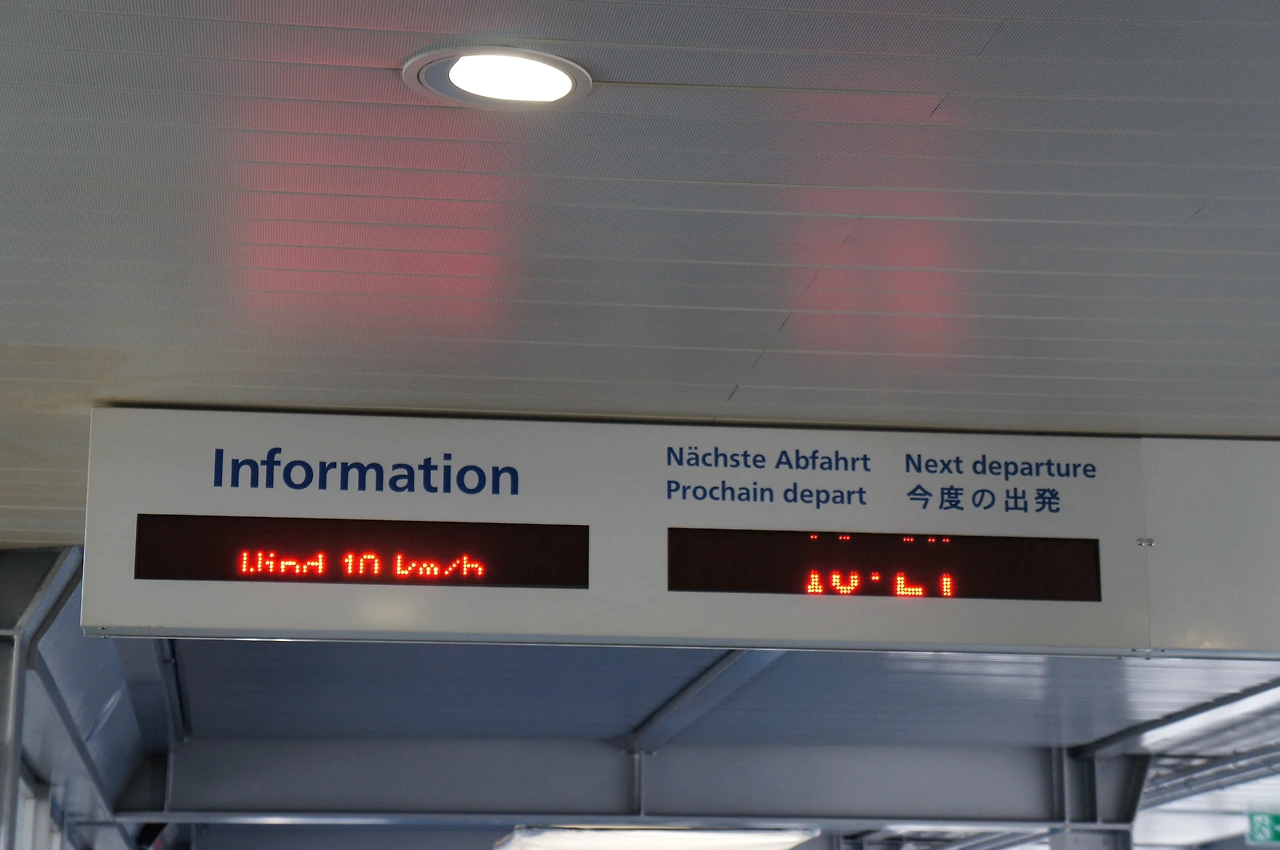 Information
Wind 10 km/h
Nächste Abfahrt
Prochain depart
Next departure
今度の出発